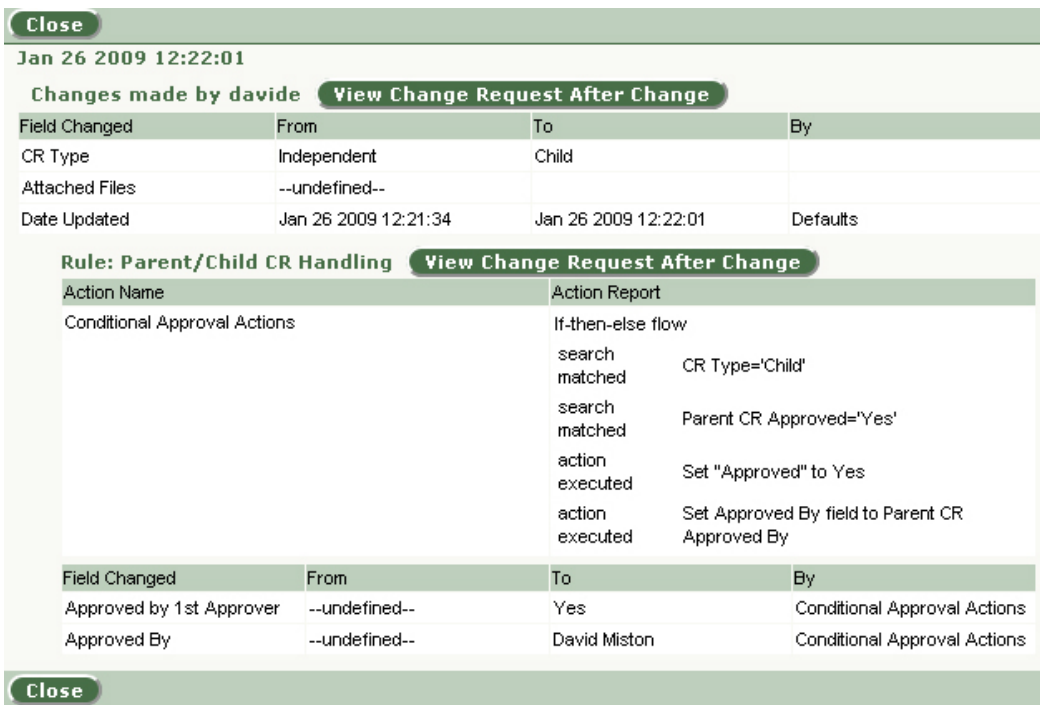 Close
Jan 26 2009 12:22:01
Changes made by davide View Change Request After Change
Field Changed From To By
CR Type Independent Child
Attached Files --undefined--
Date Updated Jan 26 2009 12:21:34 Jan 26 2009 12:22:01 Defaults
Rule: Parent/Child CR Handling View Change Request After Change
Action Name Action Report
Conditional Approval Actions If-then-else flow
search
matched CR Type='Child'
search
matched Parent CR Approved='Yes'
action
executed Set "Approved" to Yes
action
executed Set Approved By field to Parent CR
Approved By
Field Changed From To By
Approved by 1st Approver --undefined-- Yes Conditional Approval Actions
Approved By --undefined-- David Miston Conditional Approval Actions
Close